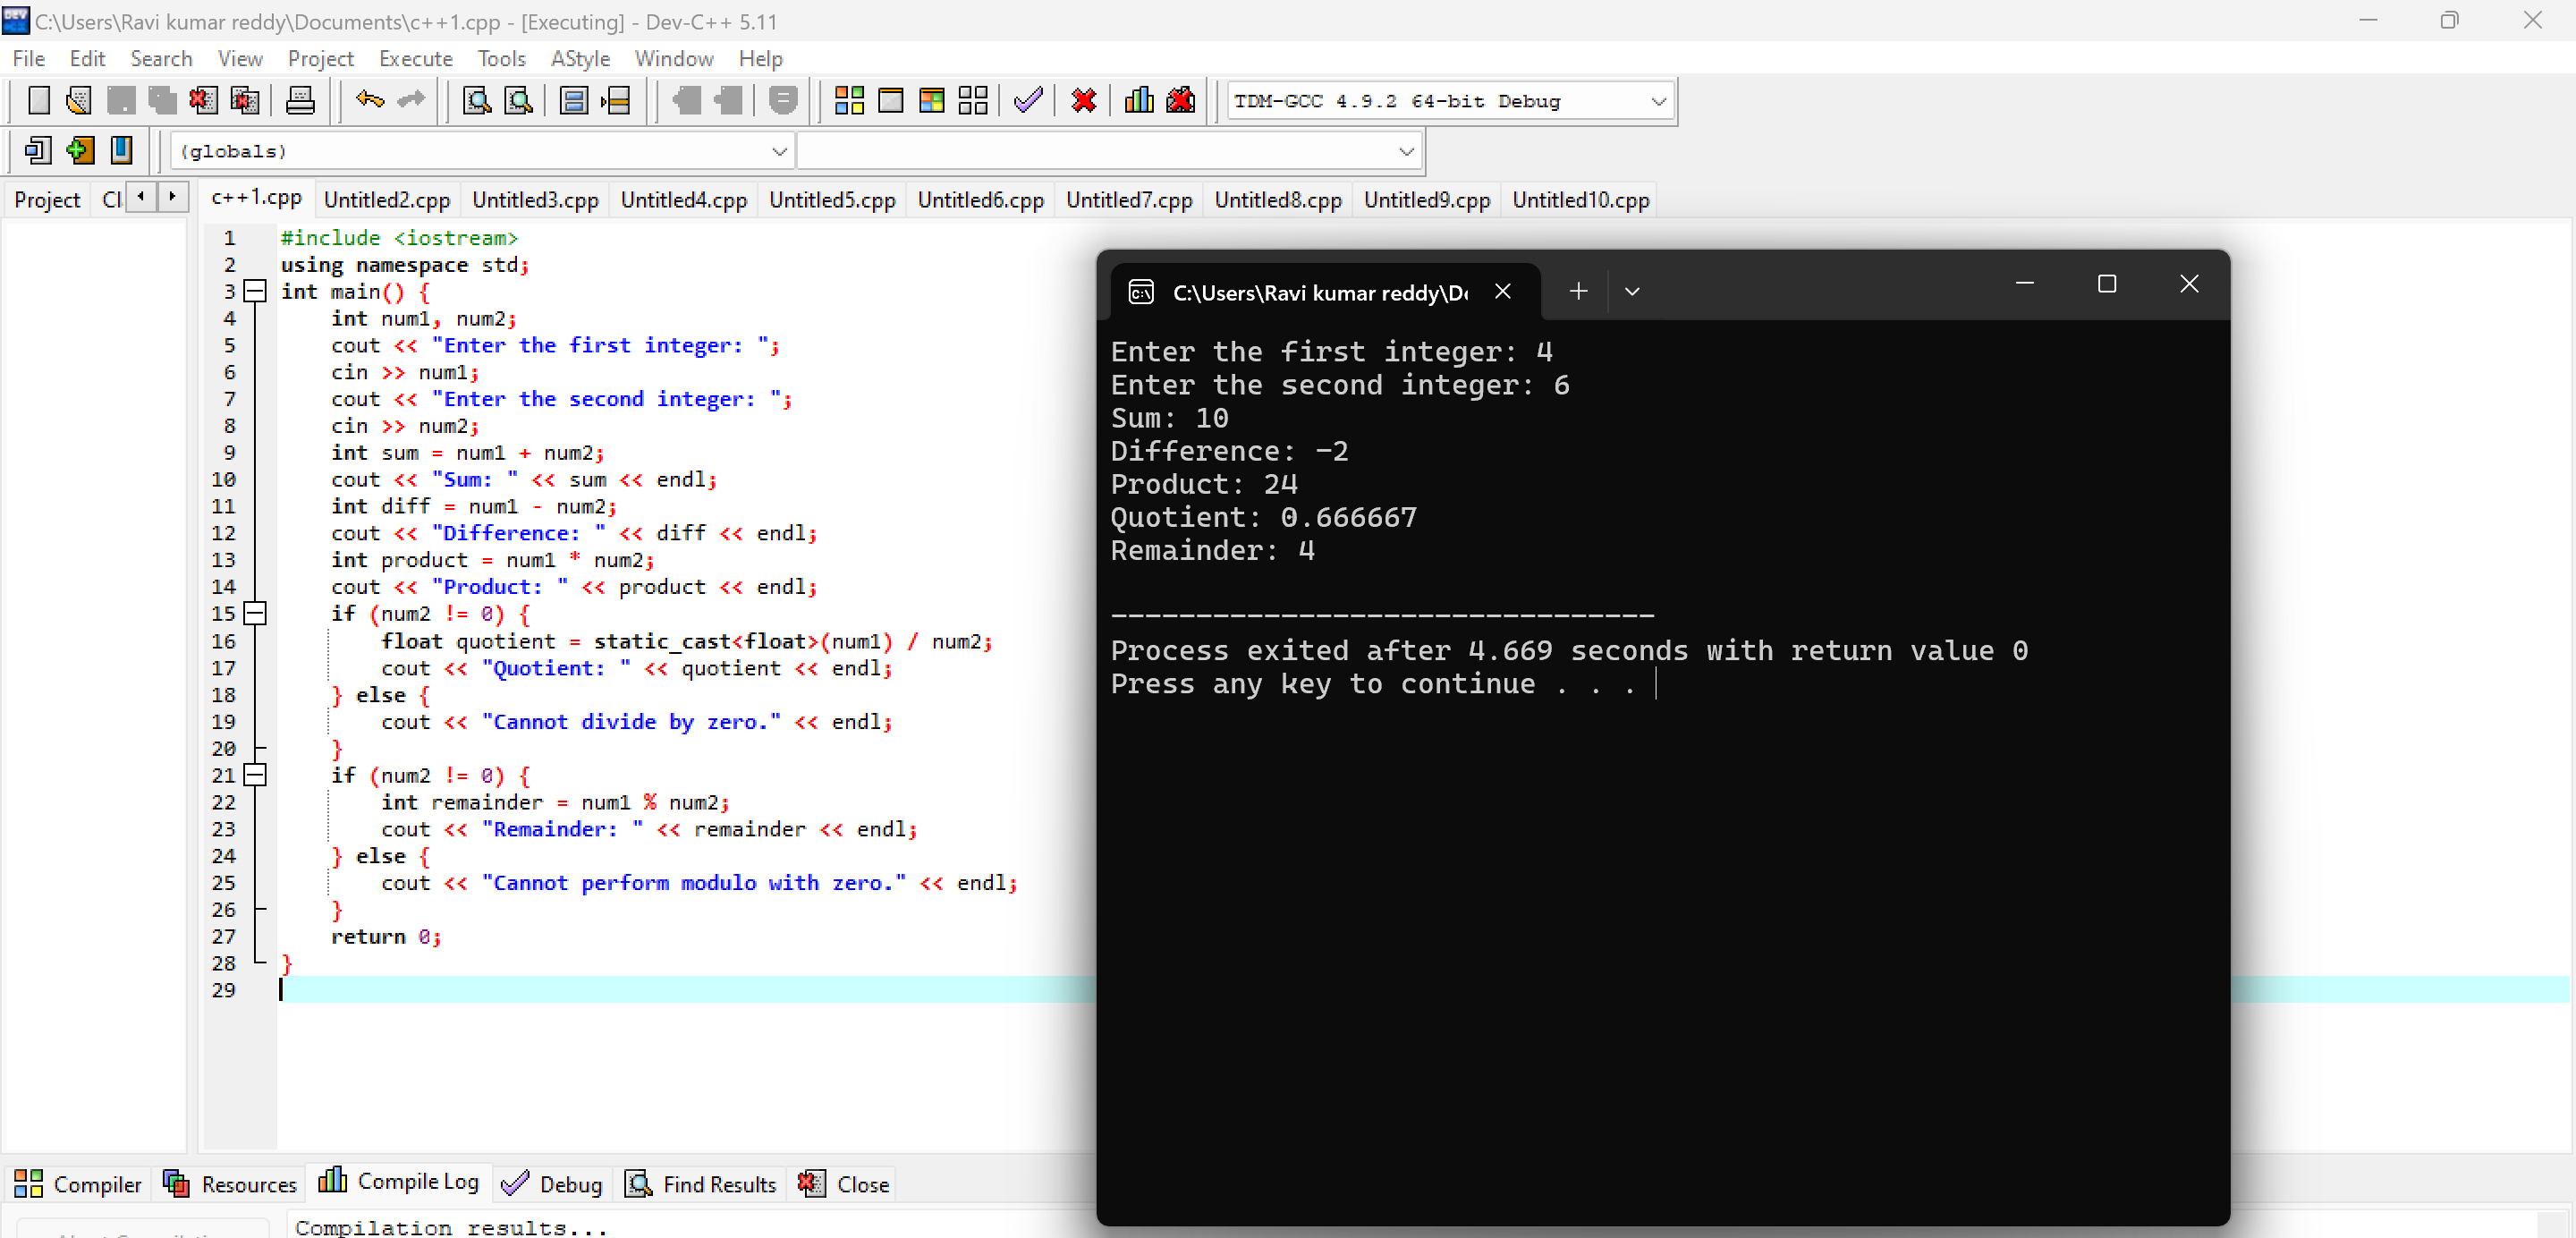 C:\Users\Ravi kumar reddy\Documents\c++1.cpp - [Executing] - Dev-C++ 5.11
File Edit Search View Project Execute Tools AStyle Window Help
TDM-GCC 4.9.2 64-bit Debug
(globals)
Project c++1.cpp Untitled2.cpp Untitled3.cpp Untitled4.cpp Untitled5.cpp Untitled6.cpp Untitled7.cpp Untitled8.cpp Untitled9.cpp Untitled10.cpp
1 #include <iostream>
2 using namespace std;
3 int main() {
4 int num1, num2;
5 cout << "Enter the first integer: ";
6 cin >> num1;
7 cout << "Enter the second integer: ";
8 cin >> num2;
9 int sum = num1 + num2;
10 cout << "Sum: " << sum << endl;
11 int diff = num1 - num2;
12 cout << "Difference: " << diff << endl;
13 int product = num1 * num2;
14 cout << "Product: " << product << endl;
15 if (num2 != 0) {
16 float quotient = static_cast<float>(num1) / num2;
17 cout << "Quotient: " << quotient << endl;
18 } else {
19 cout << "Cannot divide by zero." << endl;
20 }
21 if (num2 != 0) {
22 int remainder = num1 % num2;
23 cout << "Remainder: " << remainder << endl;
24 } else {
25 cout << "Cannot perform modulo with zero." << endl;
26 }
27 return 0;
28 }
29
C:\Users\Ravi kumar reddy\Do
Enter the first integer: 4
Enter the second integer: 6
Sum: 10
Difference: -2
Product: 24
Quotient: 0.666667
Remainder: 4
--------------------------------
Process exited after 4.669 seconds with return value 0
Press any key to continue . . .
Compiler Resources Compile Log Debug Find Results Close
Compilation results...